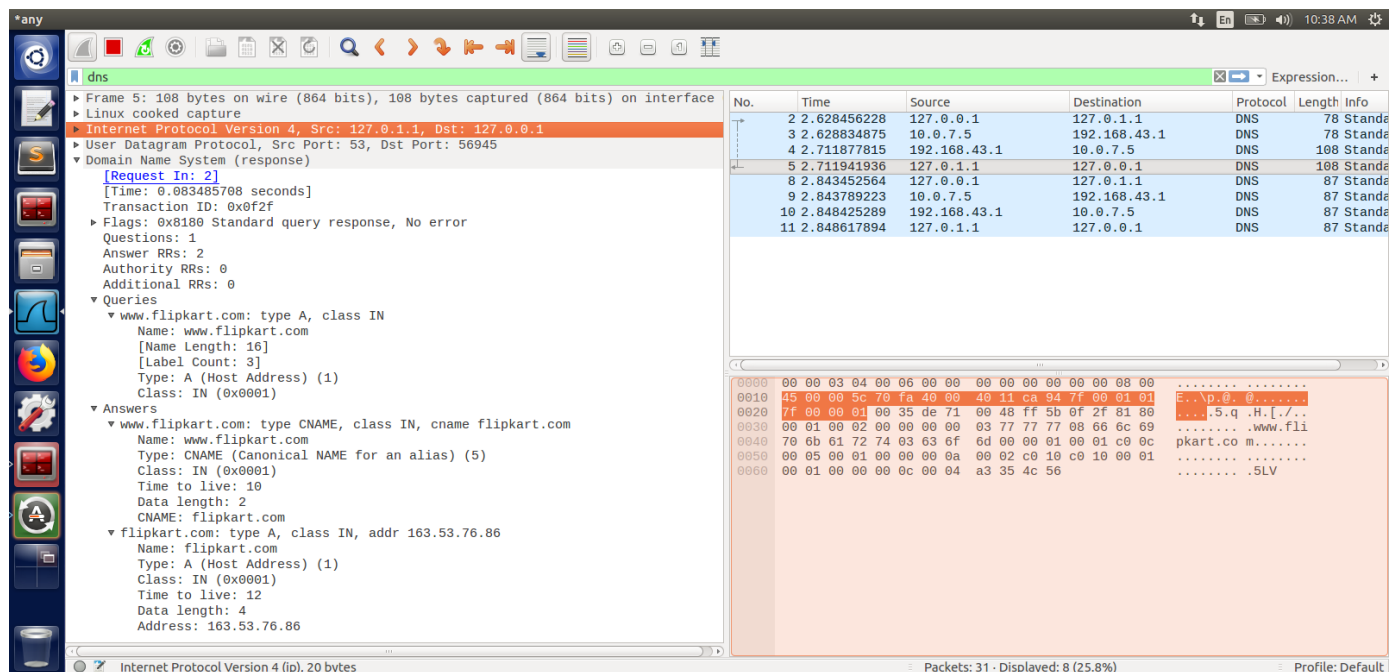 *any
En
10:38 AM
dns
Expression…
+
Frame 5: 108 bytes on wire (864 bits), 108 bytes captured (864 bits) on interface
Linux cooked capture
Internet Protocol Version 4, Src: 127.0.1.1, Dst: 127.0.0.1
User Datagram Protocol, Src Port: 53, Dst Port: 56945
Domain Name System (response)
[Request In: 2]
[Time: 0.083485708 seconds]
Transaction ID: 0x0f2f
Flags: 0x8180 Standard query response, No error
Questions: 1
Answer RRs: 2
Authority RRs: 0
Additional RRs: 0
Queries
www.flipkart.com: type A, class IN
Name: www.flipkart.com
[Name Length: 16]
[Label Count: 3]
Type: A (Host Address) (1)
Class: IN (0x0001)
Answers
www.flipkart.com: type CNAME, class IN, cname flipkart.com
Name: www.flipkart.com
Type: CNAME (Canonical NAME for an alias) (5)
Class: IN (0x0001)
Time to live: 10
Data length: 2
CNAME: flipkart.com
flipkart.com: type A, class IN, addr 163.53.76.86
Name: flipkart.com
Type: A (Host Address) (1)
Class: IN (0x0001)
Time to live: 12
Data length: 4
Address: 163.53.76.86
No. Time Source Destination Protocol Length Info
2 2.628456228 127.0.0.1 127.0.1.1 DNS 78 Standa
3 2.628834875 10.0.7.5 192.168.43.1 DNS 78 Standa
4 2.711877815 192.168.43.1 10.0.7.5 DNS 108 Standa
5 2.711941936 127.0.1.1 127.0.0.1 DNS 108 Standa
8 2.843452564 127.0.0.1 127.0.1.1 DNS 87 Standa
9 2.843789223 10.0.7.5 192.168.43.1 DNS 87 Standa
10 2.848425289 192.168.43.1 10.0.7.5 DNS 87 Standa
11 2.848617894 127.0.1.1 127.0.0.1 DNS 87 Standa
0000 00 00 03 04 00 06 00 00 00 00 00 00 00 00 08 00 ........ ........
0010 45 00 00 5c 70 fa 40 00 40 11 ca 94 7f 00 01 01 E..\p.@. @.......
0020 7f 00 00 01 00 35 de 71 00 48 ff 5b 0f 2f 81 80 .....5.q .H.[./..
0030 00 01 00 02 00 00 00 00 03 77 77 77 08 66 6c 69 ........ .www.fli
0040 70 6b 61 72 74 03 63 6f 6d 00 00 01 00 01 c0 0c pkart.co m.......
0050 00 05 00 01 00 00 00 0a 00 02 c0 10 c0 10 00 01 ........ ........
0060 00 01 00 00 00 0c 00 04 a3 35 4c 56 ........ .5LV
Internet Protocol Version 4 (ip), 20 bytes
Packets: 31 · Displayed: 8 (25.8%)
Profile: Default